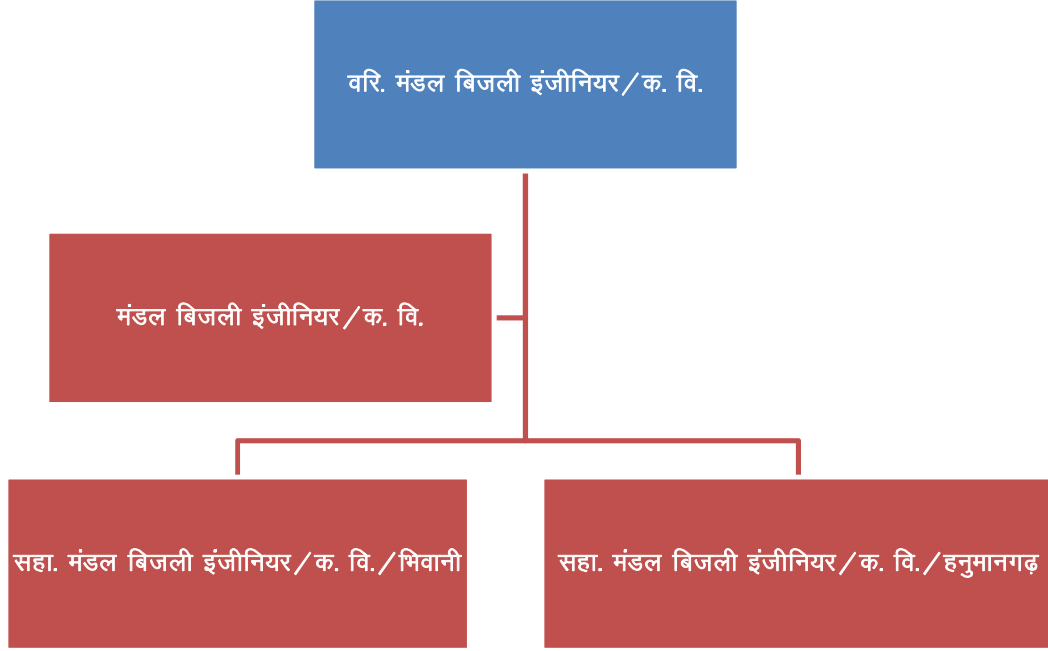 वरि. मंडल बिजली इंजीनियर/क. वि.
मंडल बिजली इंजीनियर/क. वि.
सहा. मंडल बिजली इंजीनियर/क. वि./भिवानी
सहा. मंडल बिजली इंजीनियर/क. वि./हनुमानगढ़